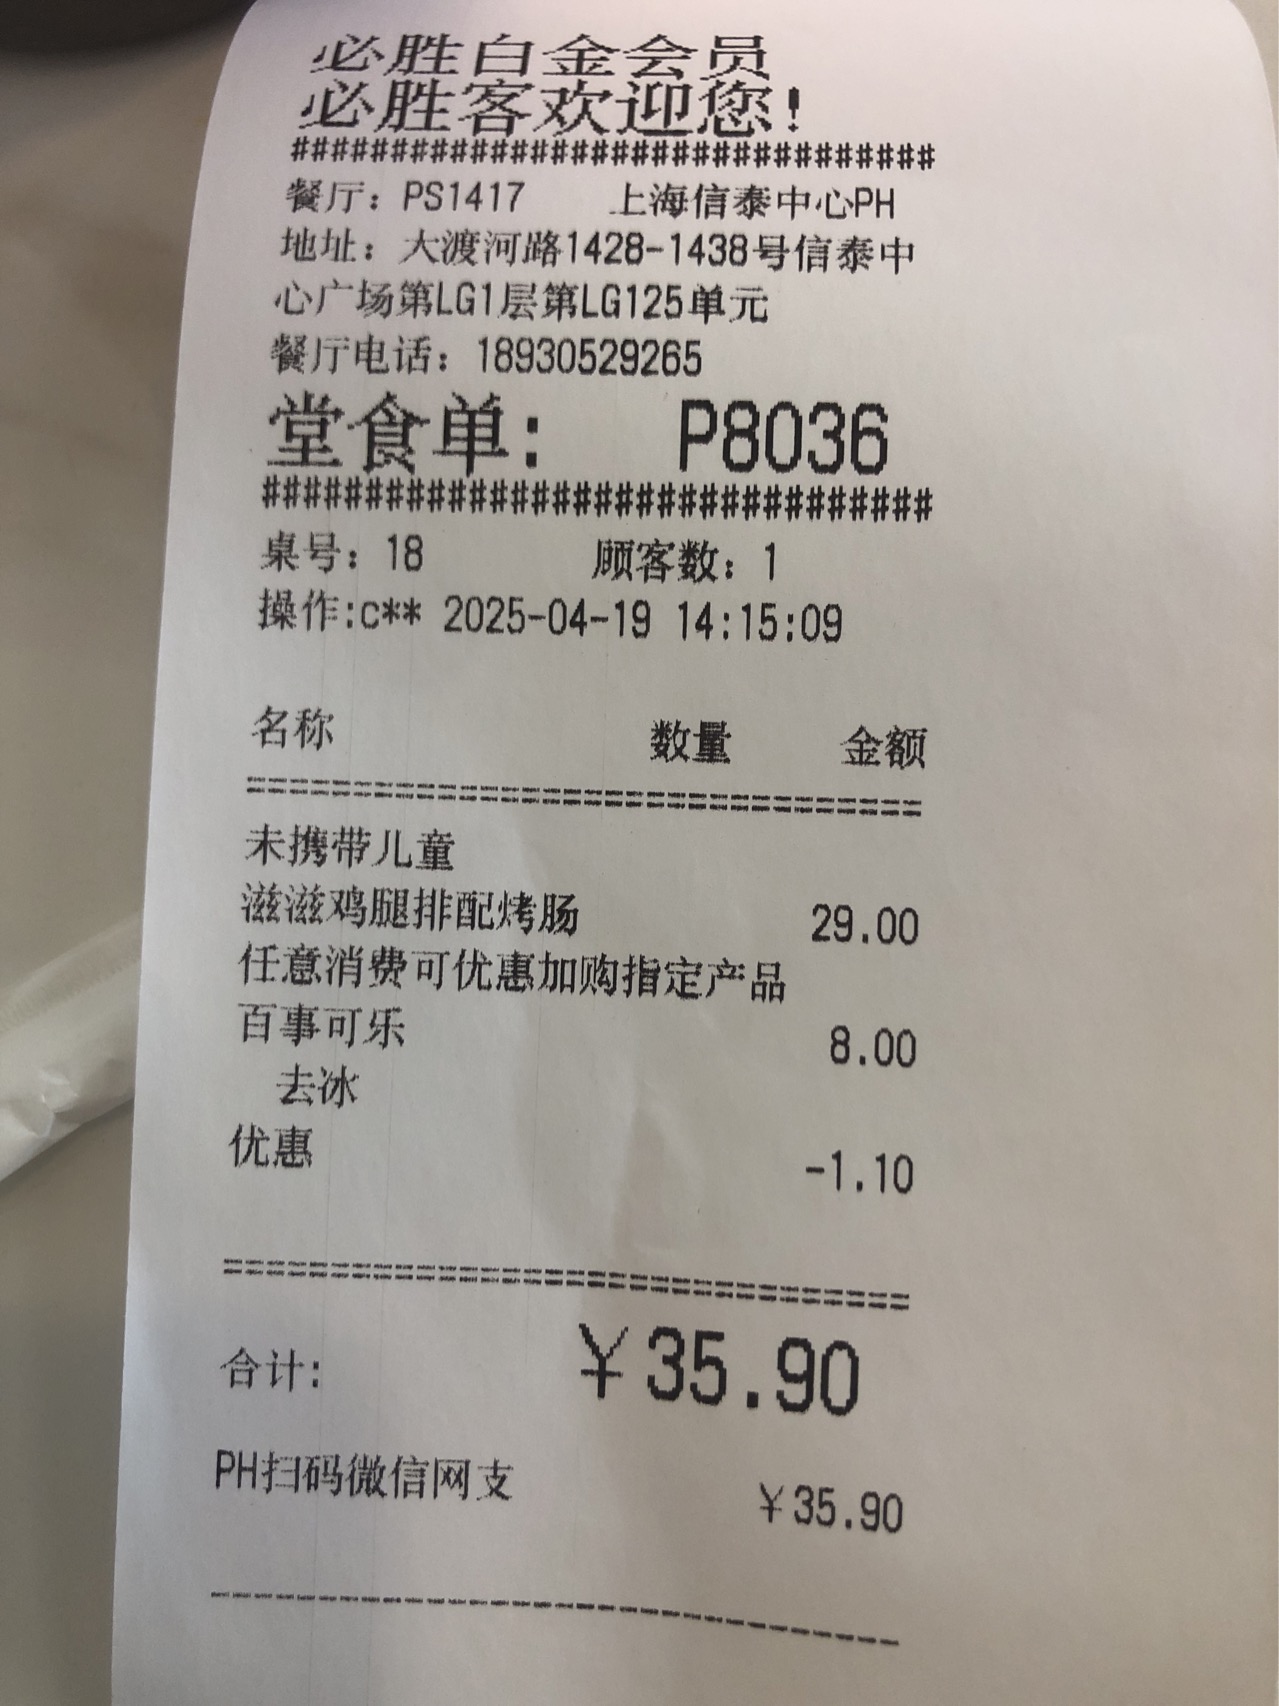 必胜白金会员
必胜客欢迎您!
################################
餐厅：PS1417 上海信泰中心PH
地址：大渡河路1428-1438号信泰中
心广场第LG1层第LG125单元
餐厅电话：18930529265
堂食单： P8036
################################
桌号：18 顾客数：1
操作:c** 2025-04-19 14:15:09
名称 数量 金额
================================
未携带儿童
滋滋鸡腿排配烤肠 29.00
任意消费可优惠加购指定产品
百事可乐 8.00
去冰
优惠 -1.10
================================
合计: ￥35.90
PH扫码微信网支 ￥35.90
--------------------------------